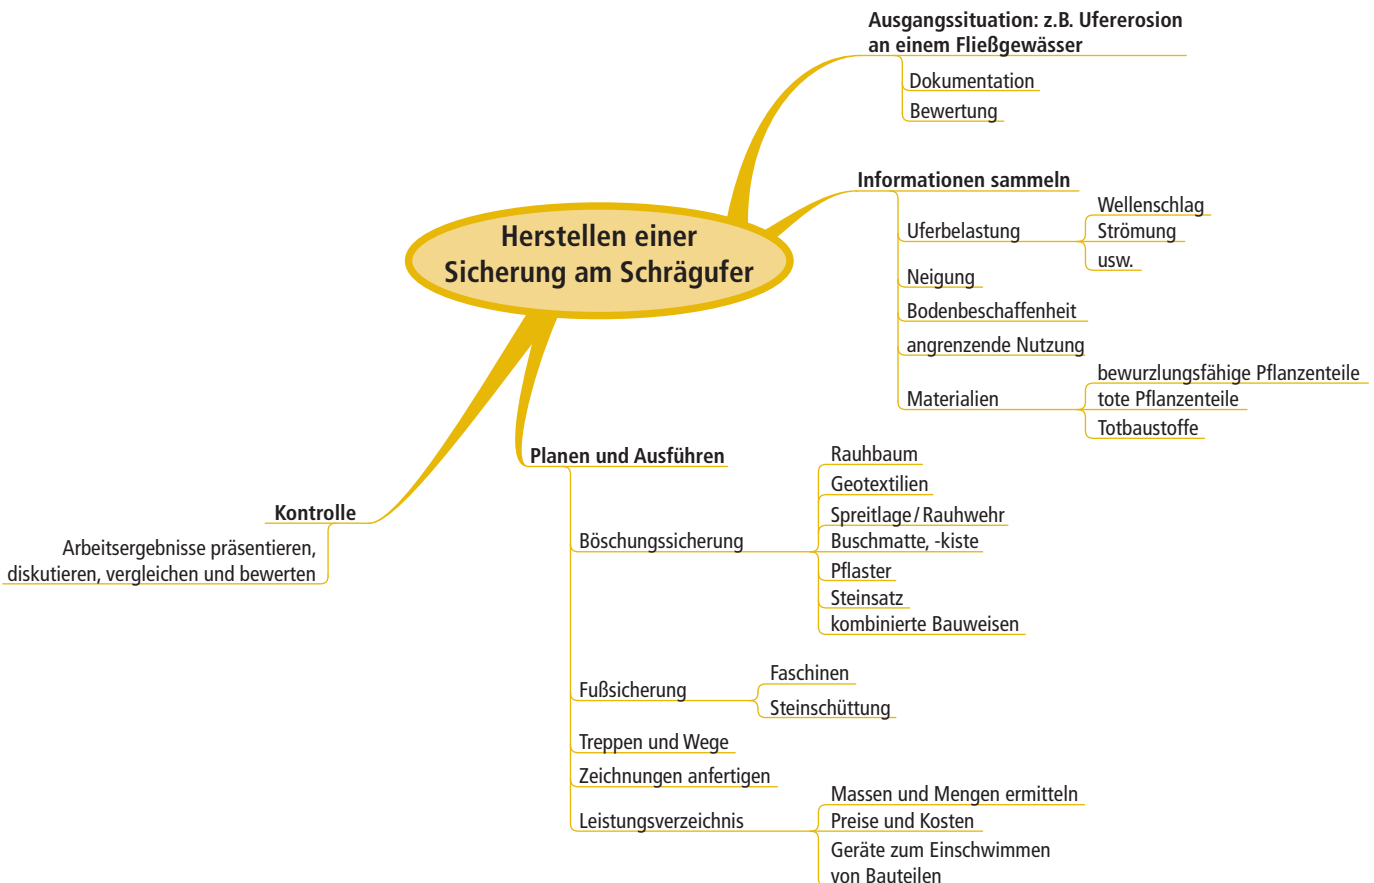 Herstellen einer
Sicherung am Schrägufer
Ausgangssituation: z.B. Ufererosion
an einem Fließgewässer
Dokumentation
Bewertung
Informationen sammeln
Uferbelastung
Wellenschlag
Strömung
usw.
Neigung
Bodenbeschaffenheit
angrenzende Nutzung
Materialien
bewurzlungsfähige Pflanzenteile
tote Pflanzenteile
Totbaustoffe
Planen und Ausführen
Böschungssicherung
Rauhbaum
Geotextilien
Spreitlage/Rauhwehr
Buschmatte, -kiste
Pflaster
Steinsatz
kombinierte Bauweisen
Fußsicherung
Faschinen
Steinschüttung
Treppen und Wege
Zeichnungen anfertigen
Leistungsverzeichnis
Massen und Mengen ermitteln
Preise und Kosten
Geräte zum Einschwimmen
von Bauteilen
Kontrolle
Arbeitsergebnisse präsentieren,
diskutieren, vergleichen und bewerten